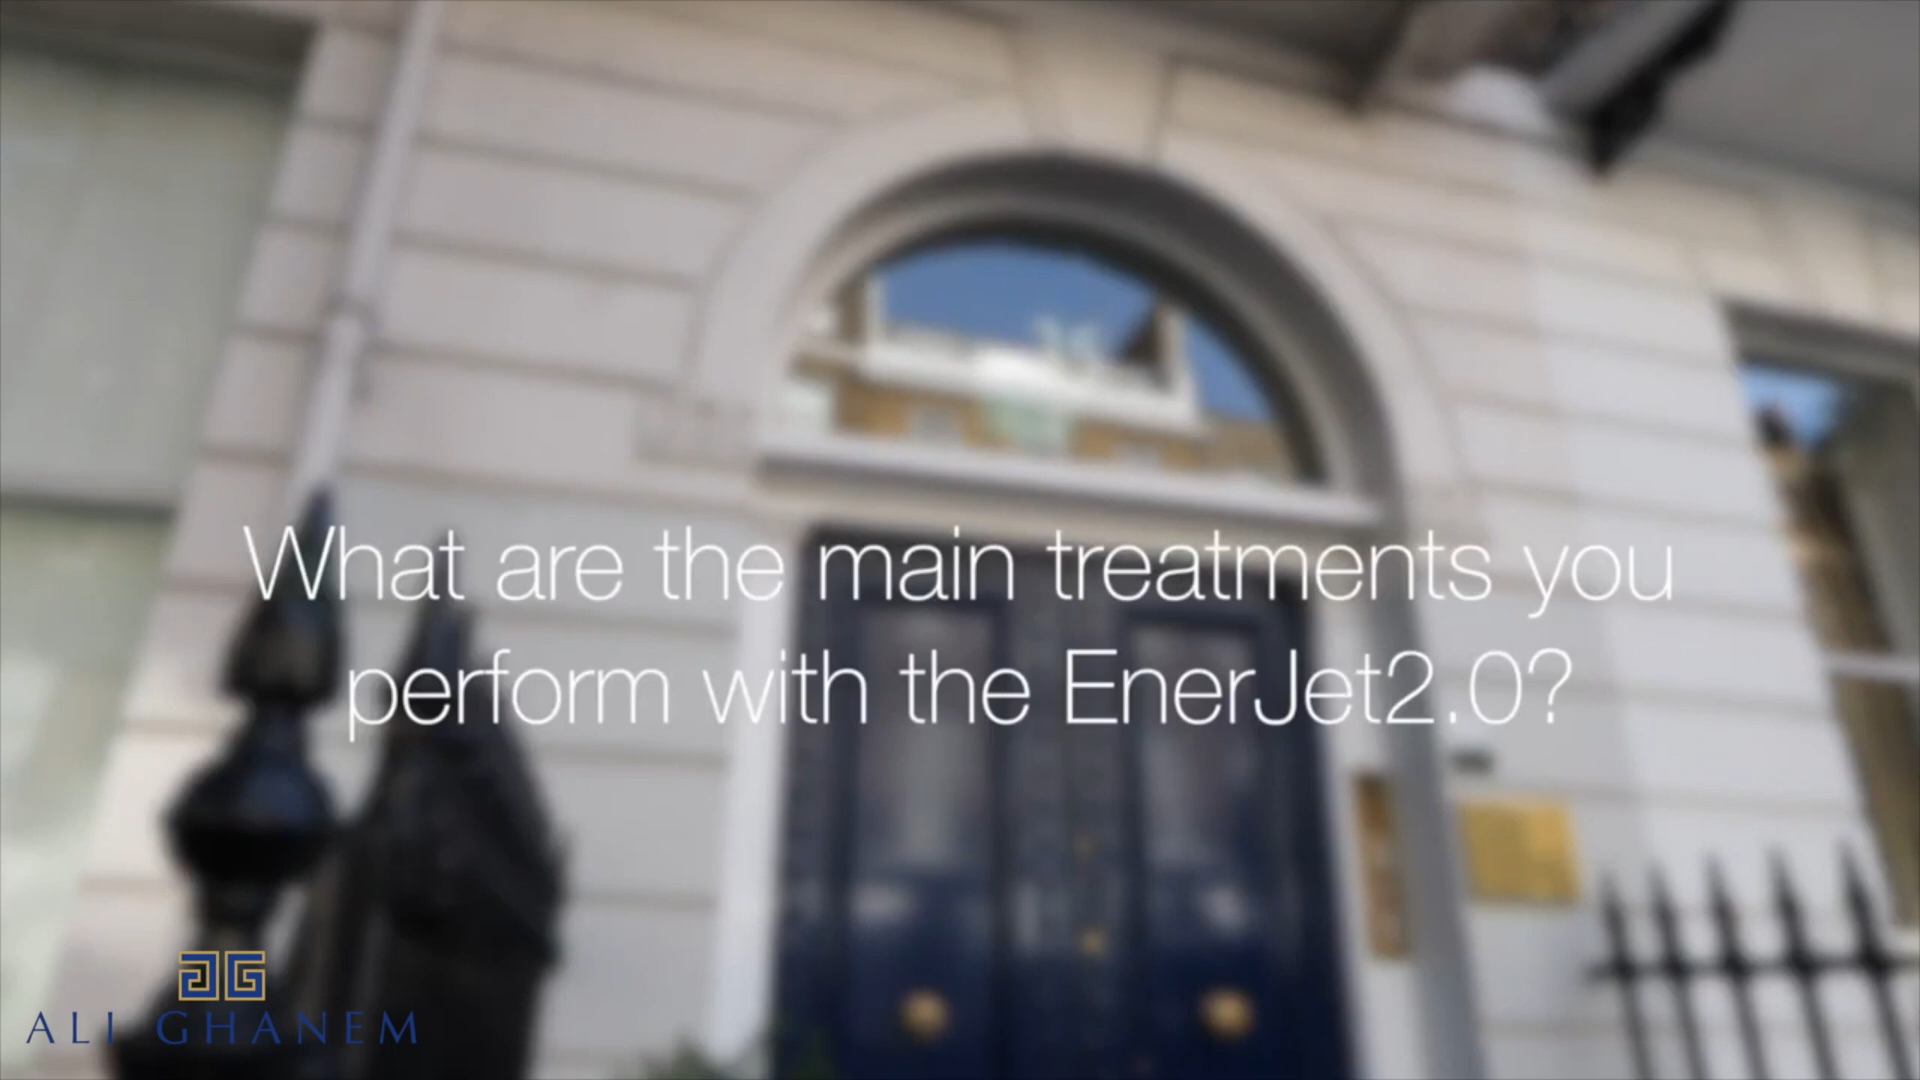 What are the main treatments you
perform with the EnerJet2.0?
ALI GHANEM